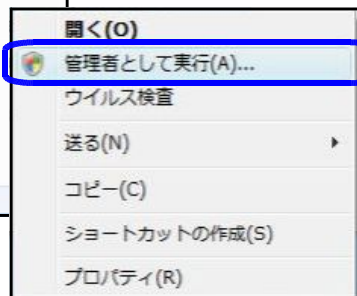 開く(O)
管理者として実行(A)...
ウイルス検査
送る(N)
コピー(C)
ショートカットの作成(S)
プロパティ(R)